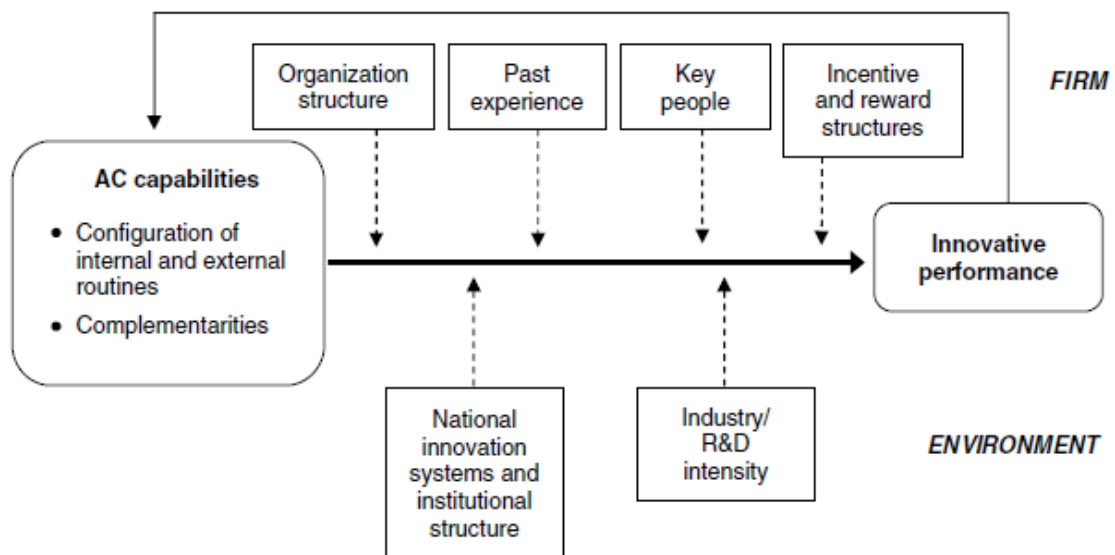 Organization
structure
Past
experience
Key
people
Incentive
and reward
structures
FIRM
AC capabilities
• Configuration of
internal and external
routines
• Complementarities
Innovative
performance
National
innovation
systems and
institutional
structure
Industry/
R&D
intensity
ENVIRONMENT